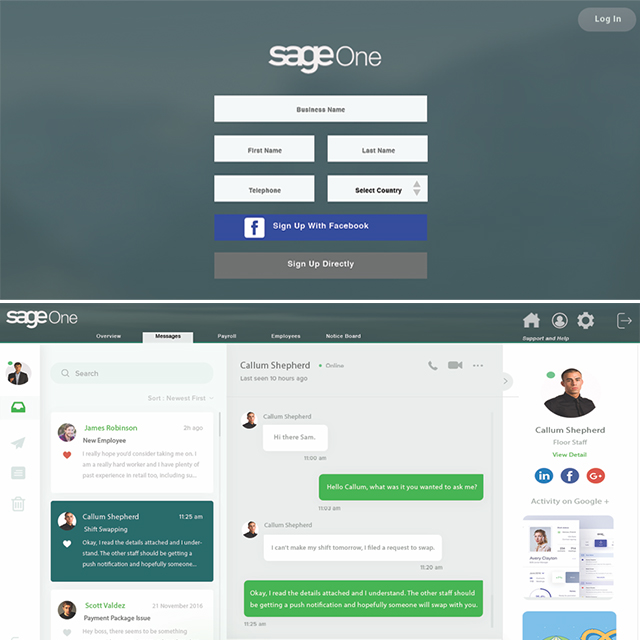 Log In
sage One
Business Name
First Name
Last Name
Telephone
Select Country
f Sign Up With Facebook
Sign Up Directly
sage One
Overview
Messages
Payroll
Employees
Notice Board
Support and Help
Search
Sort : Newest First
James Robinson
2h ago
New Employee
I really hope you'd consider taking me on. I
am a really hard worker and I have plenty of
past experience in retail too, including su...
Callum Shepherd
11:25 am
Shift Swapping
Okay, I read the details attached and I under-
stand. The other staff should be getting a
push notification and hopefully someone...
Scott Valdez
21 November 2016
Payment Package Issue
Hey boss, there seems to be something
Callum Shepherd
Online
Last seen 10 hours ago
Callum Shepherd
Hi there Sam.
11:00 am
Hello Callum, what was it you wanted to ask me?
11:03 am
Callum Shepherd
I can't make my shift tomorrow, I filed a request to swap.
11:20 am
Okay, I read the details attached and I understand. The other staff should
be getting a push notification and hopefully someone will swap with you.
11:25 am
Callum Shepherd
Floor Staff
View Detail
in f G+
Activity on Google +
Avery Clayton